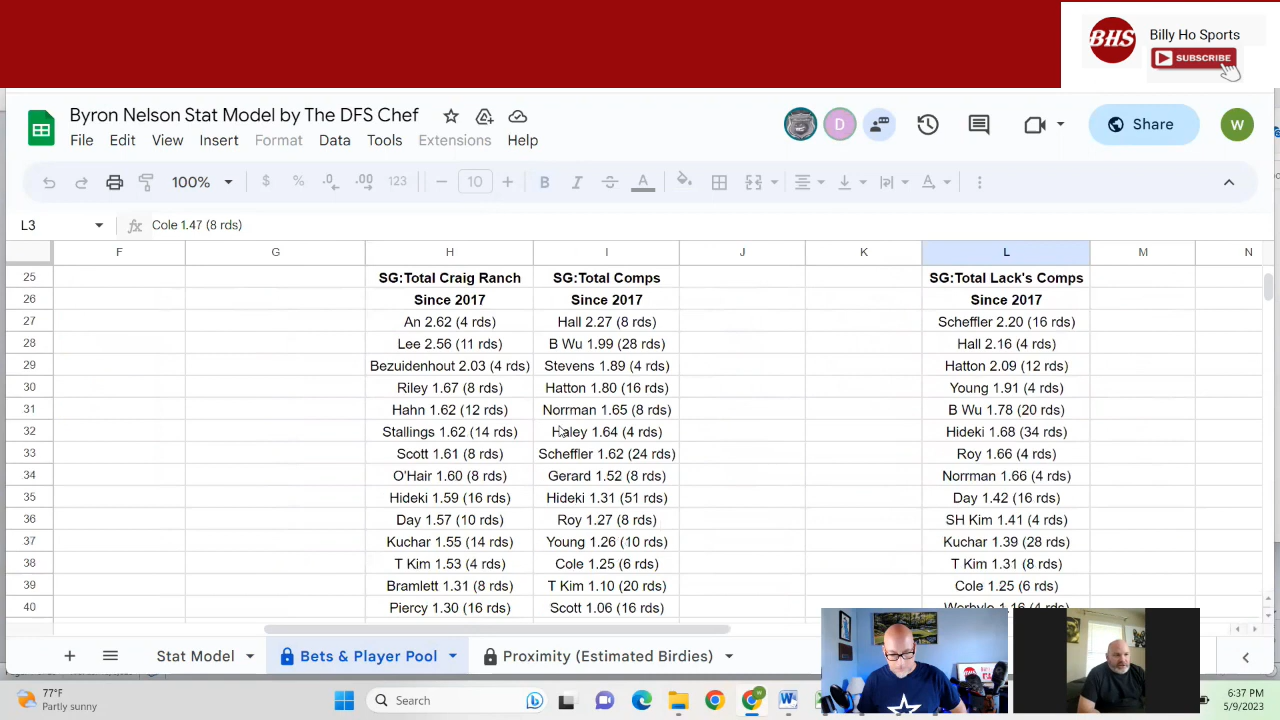 BHS
Billy Ho Sports
SUBSCRIBE
Byron Nelson Stat Model by The DFS Chef
D
Share
W
File Edit View Insert Format Data Tools Extensions Help
100% $ % .0 .00 123 10 B I A
L3 fx Cole 1.47 (8 rds)
F G H I J K L M N
25 SG:Total Craig Ranch SG:Total Comps SG:Total Lack's Comps
26 Since 2017 Since 2017 Since 2017
27 An 2.62 (4 rds) Hall 2.27 (8 rds) Scheffler 2.20 (16 rds)
28 Lee 2.56 (11 rds) B Wu 1.99 (28 rds) Hall 2.16 (4 rds)
29 Bezuidenhout 2.03 (4 rds) Stevens 1.89 (4 rds) Hatton 2.09 (12 rds)
30 Riley 1.67 (8 rds) Hatton 1.80 (16 rds) Young 1.91 (4 rds)
31 Hahn 1.62 (12 rds) Norrman 1.65 (8 rds) B Wu 1.78 (20 rds)
32 Stallings 1.62 (14 rds) Haley 1.64 (4 rds) Hideki 1.68 (34 rds)
33 Scott 1.61 (8 rds) Scheffler 1.62 (24 rds) Roy 1.66 (4 rds)
34 O'Hair 1.60 (8 rds) Gerard 1.52 (8 rds) Norrman 1.66 (4 rds)
35 Hideki 1.59 (16 rds) Hideki 1.31 (51 rds) Day 1.42 (16 rds)
36 Day 1.57 (10 rds) Roy 1.27 (8 rds) SH Kim 1.41 (4 rds)
37 Kuchar 1.55 (14 rds) Young 1.26 (10 rds) Kuchar 1.39 (28 rds)
38 T Kim 1.53 (4 rds) Cole 1.25 (6 rds) T Kim 1.31 (8 rds)
39 Bramlett 1.31 (8 rds) T Kim 1.10 (20 rds) Cole 1.25 (6 rds)
40 Piercy 1.30 (16 rds) Scott 1.06 (16 rds) Werbylo 1.16 (4 rds)
Stat Model Bets & Player Pool Proximity (Estimated Birdies)
77°F
Partly sunny
Search
6:37 PM
5/9/2023